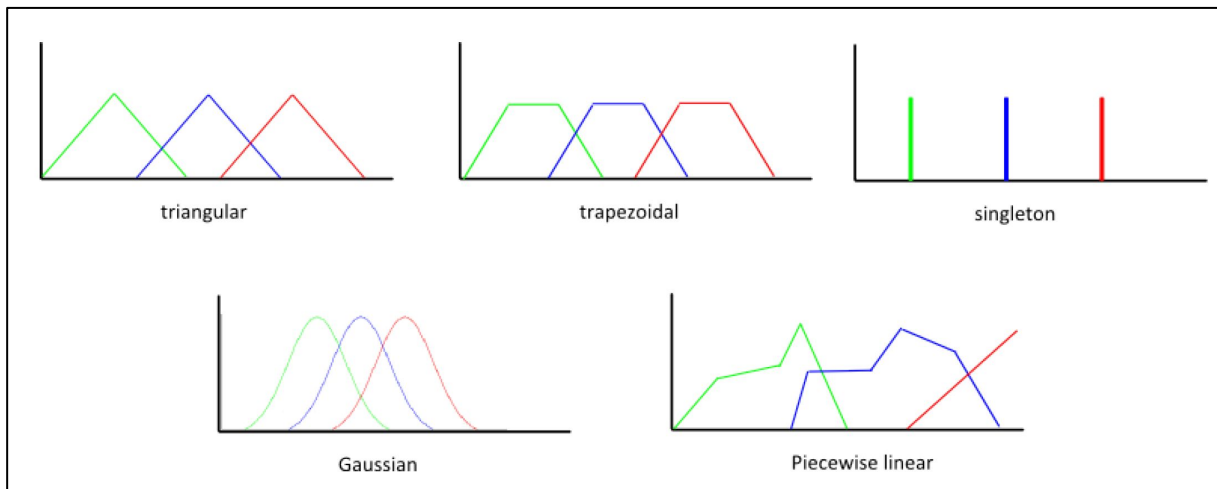 triangular
trapezoidal
singleton
Gaussian
Piecewise linear